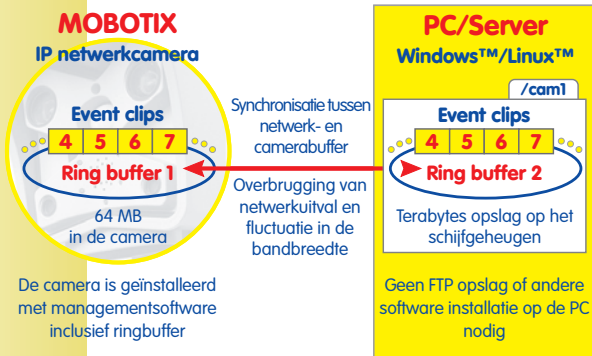 MOBOTIX
IP netwerkcamera
Event clips
4 5 6 7
Ring buffer 1
64 MB
in de camera
De camera is geïnstalleerd
met managementsoftware
inclusief ringbuffer
Synchronisatie tussen
netwerk- en
camerabuffer
Overbrugging van
netwerkuitval en
fluctuatie in de
bandbreedte
PC/Server
Windows™/Linux™
/cam1
Event clips
4 5 6 7
Ring buffer 2
Terabytes opslag op het
schijfgeheugen
Geen FTP opslag of andere
software installatie op de PC
nodig